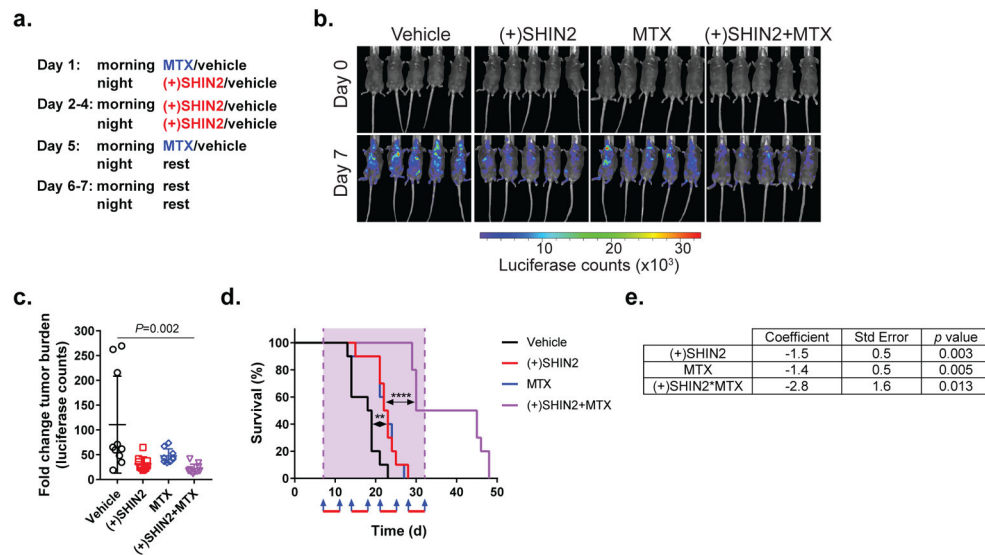 a.
Day 1: morning MTX/vehicle
night (+)SHIN2/vehicle
Day 2-4: morning (+)SHIN2/vehicle
night (+)SHIN2/vehicle
Day 5: morning MTX/vehicle
night rest
Day 6-7: morning rest
night rest
b.
Vehicle (+)SHIN2 MTX (+)SHIN2+MTX
Day 0
Day 7
10 20 30
Luciferase counts (x10³)
c.
Fold change tumor burden
(luciferase counts)
P=0.002
300
250
200
150
100
50
0
Vehicle
(+)SHIN2
MTX
(+)SHIN2+MTX
d.
Survival (%)
100
80
60
40
20
0
****
**
0 10 20 30 40 50
Time (d)
Vehicle
(+)SHIN2
MTX
(+)SHIN2+MTX
e.
Coefficient Std Error p value
(+)SHIN2 -1.5 0.5 0.003
MTX -1.4 0.5 0.005
(+)SHIN2*MTX -2.8 1.6 0.013